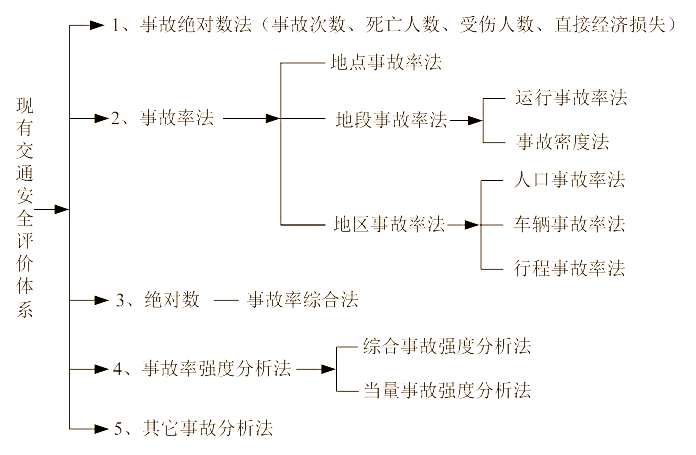 现有交通安全评价体系
1、事故绝对数法（事故次数、死亡人数、受伤人数、直接经济损失）
2、事故率法
地点事故率法
地段事故率法
运行事故率法
事故密度法
地区事故率法
人口事故率法
车辆事故率法
行程事故率法
3、绝对数 — 事故率综合法
4、事故率强度分析法
综合事故强度分析法
当量事故强度分析法
5、其它事故分析法